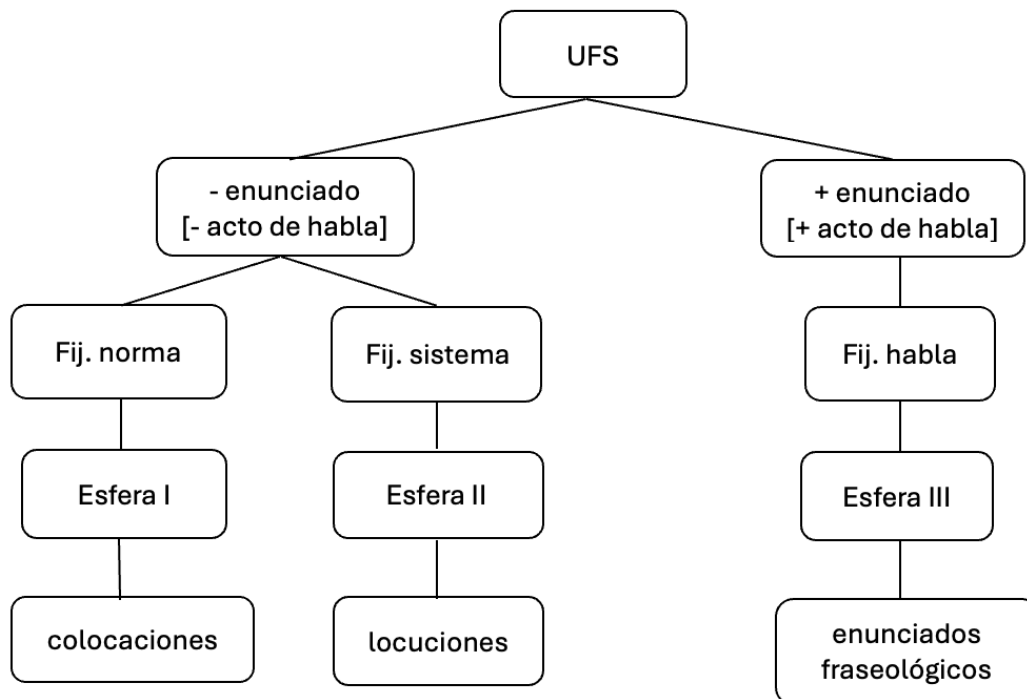 UFS
- enunciado
[- acto de habla]
+ enunciado
[+ acto de habla]
Fij. norma
Fij. sistema
Fij. habla
Esfera I
Esfera II
Esfera III
colocaciones
locuciones
enunciados
fraseológicos